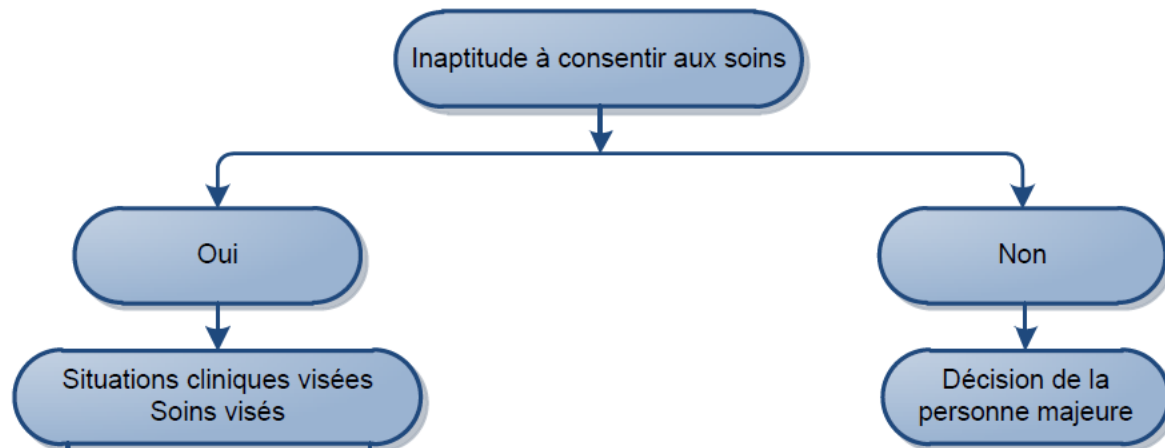 Inaptitude à consentir aux soins
Oui
Non
Situations cliniques visées
Soins visés
Décision de la
personne majeure